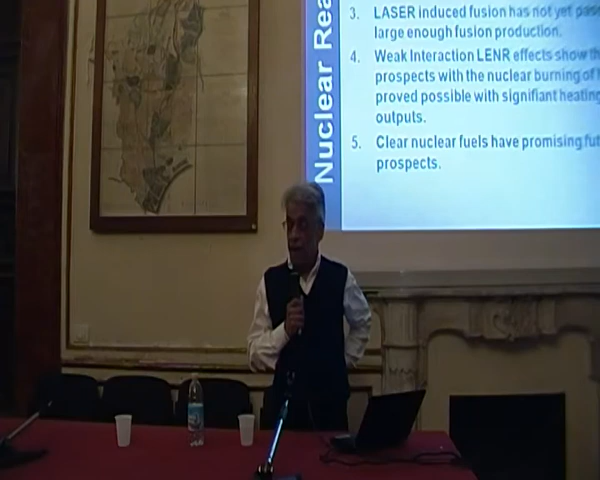 Nuclear Rea
3. LASER induced fusion has not yet pas
large enough fusion production.
4. Weak Interaction LENR effects show th
prospects with the nuclear burning of
proved possible with signifiant heating
outputs.
5. Clear nuclear fuels have promising fut
prospects.